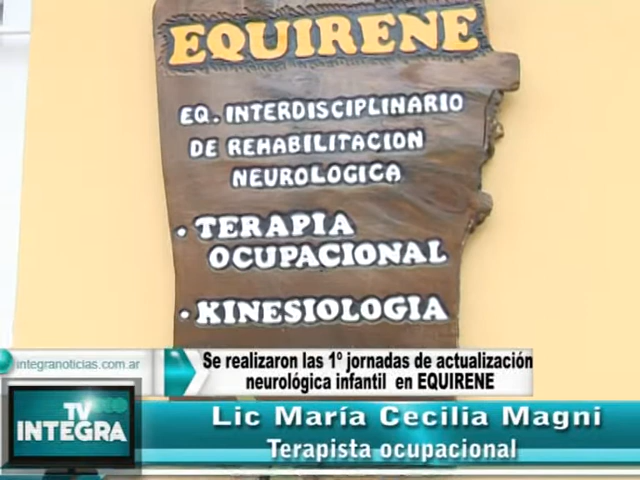 EQUIRENE
EQ. INTERDISCIPLINARIO
DE REHABILITACION
NEUROLOGICA
• TERAPIA
OCUPACIONAL
• KINESIOLOGIA
integranoticias.com.ar
Se realizaron las 1º jornadas de actualización
neurológica infantil en EQUIRENE
TV
INTEGRA
Lic María Cecilia Magni
Terapista ocupacional